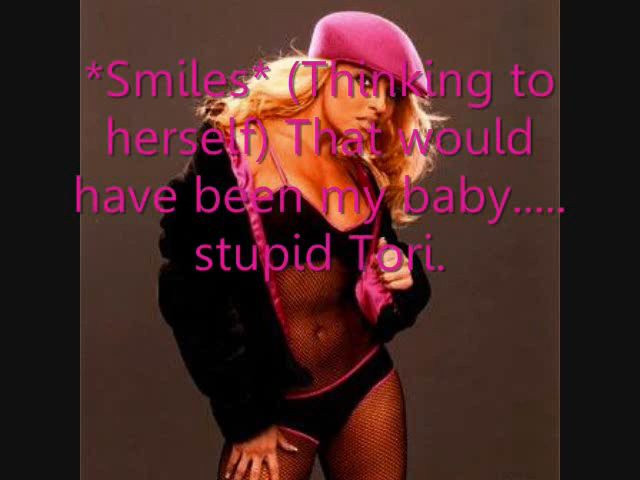 *Smiles* (Thinking to
herself) That would
have been my baby.....
stupid Tori.